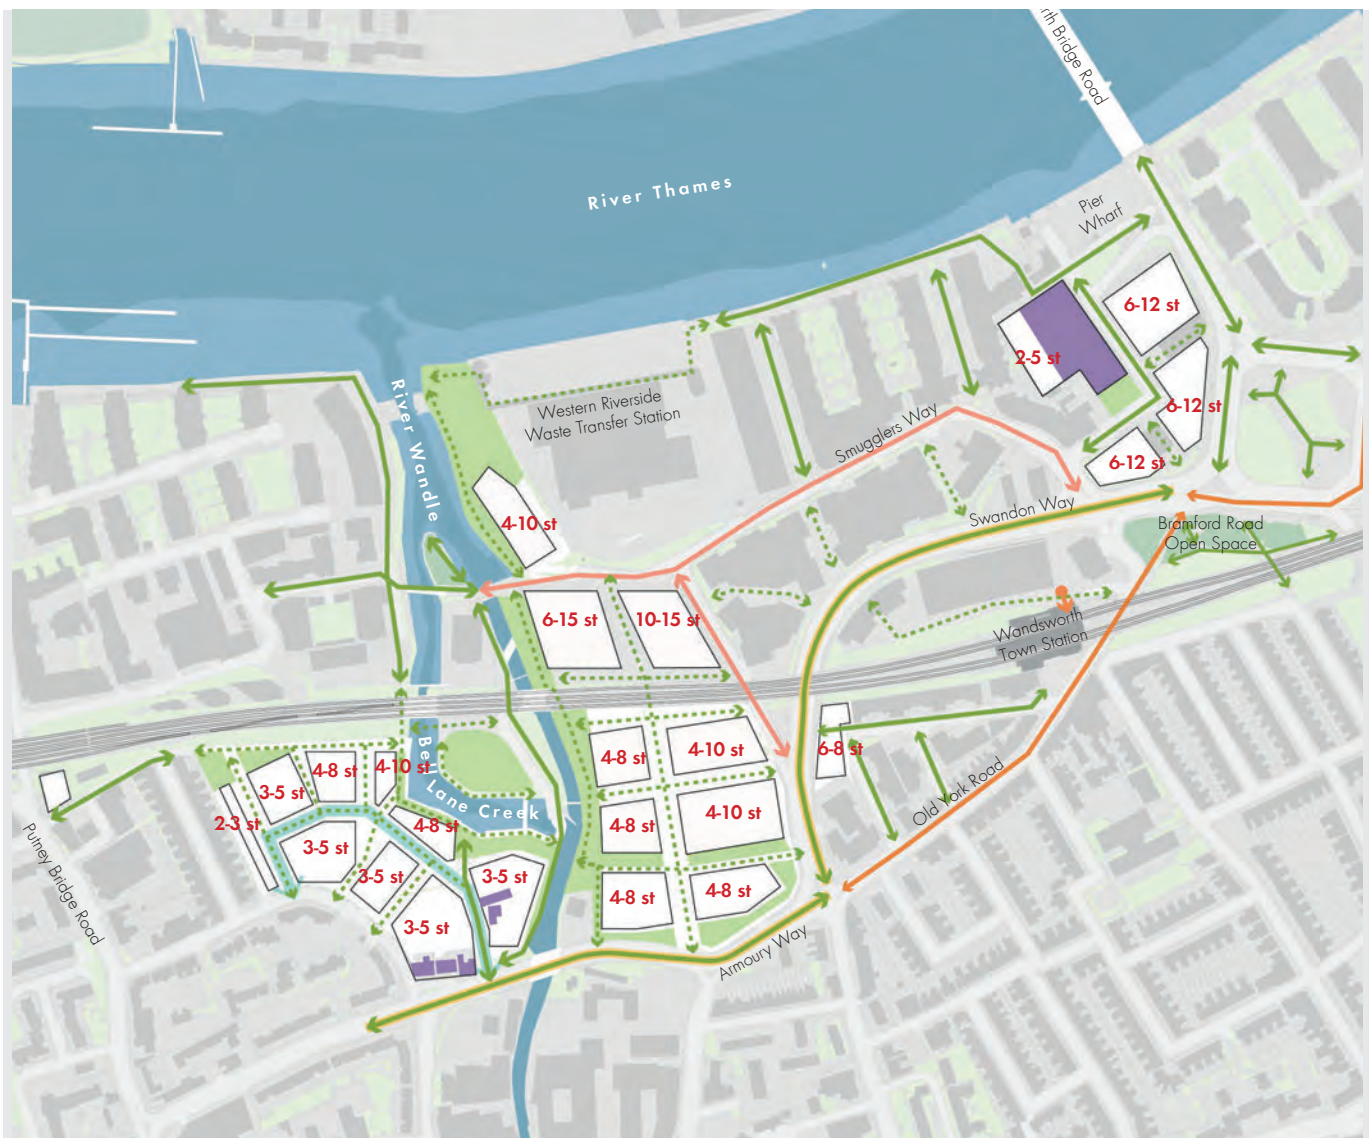 rth Bridge Road
River Thames
Pier
Wharf
6-12 st
2-5 st
6-12 st
6-12 st
River Wandle
Western Riverside
Waste Transfer Station
Smugglers Way
Swandon Way
Bramford Road
Open Space
4-10 st
6-15 st
10-15 st
Wandsworth
Town Station
4-8 st
4-10 st
6-8 st
4-8 st
4-10 st
4-8 st
4-8 st
Old York Road
Armoury Way
Bell Lane Creek
4-8 st
4-10 st
3-5 st
2-3 st
4-8 st
3-5 st
3-5 st
3-5 st
3-5 st
Putney Bridge Road